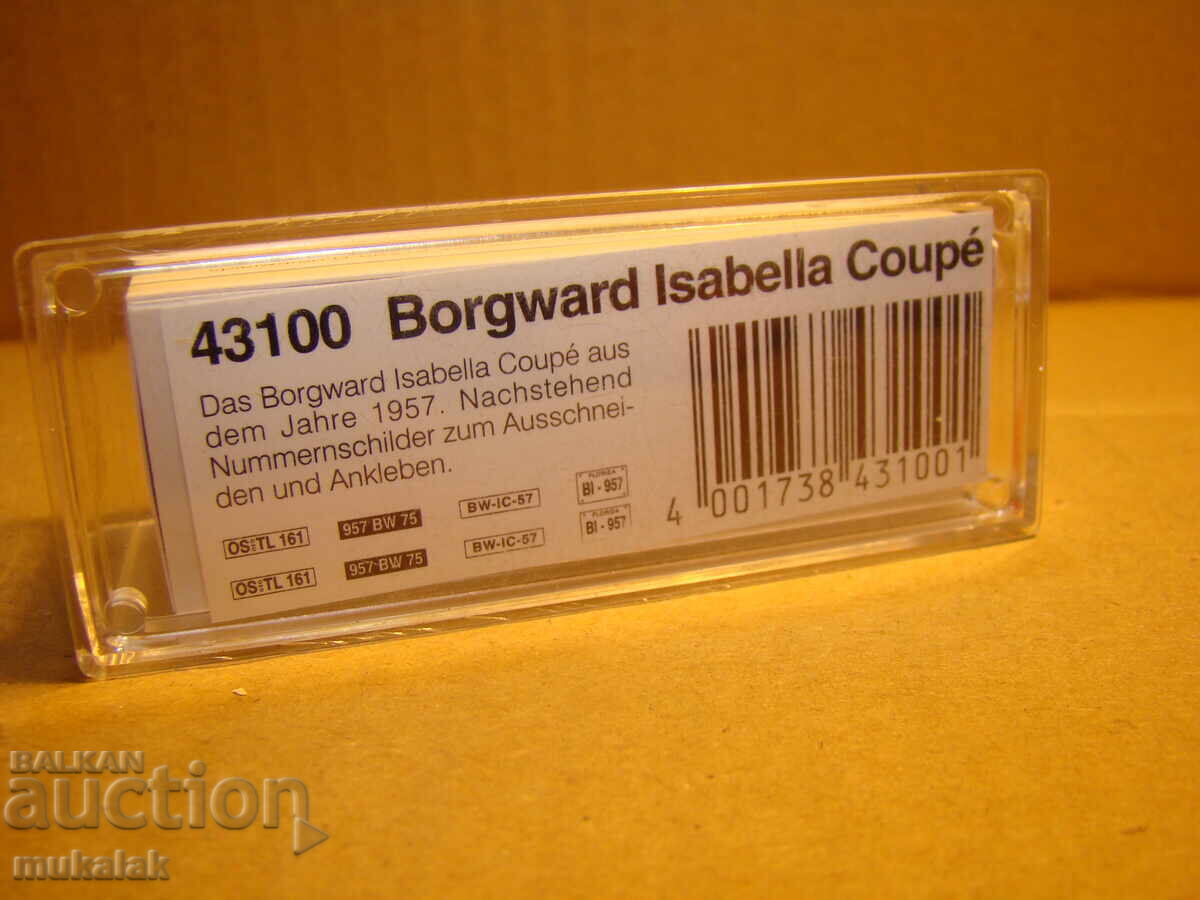 43100 Borgward Isabella Coupé
Das Borgward Isabella Coupé aus
dem Jahre 1957. Nachstehend
Nummernschilder zum Ausschnei-
den und Ankleben.
OS TL 161
957 BW 75
BW-IC-57
FLORIDA
BI-957
OS TL 161
957 BW 75
BW-IC-57
FLORIDA
BI-957
4 001738 431001
BALKAN
auction
mukalak